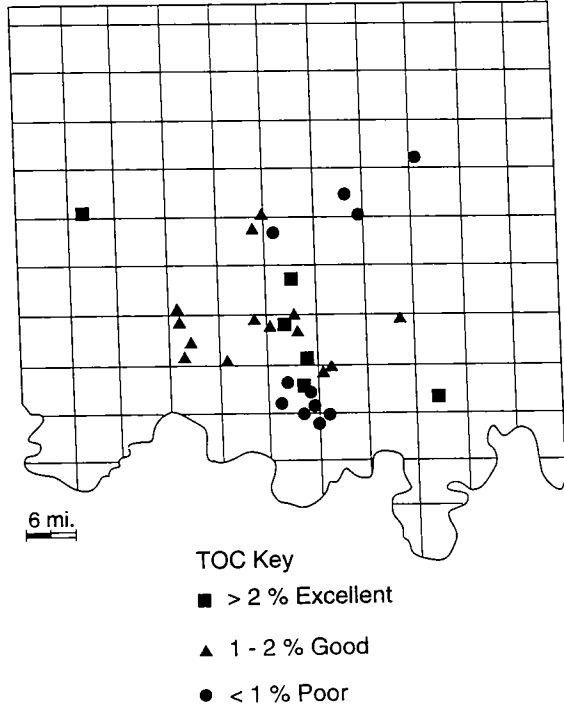 6 mi.
TOC Key
> 2 % Excellent
1 - 2 % Good
< 1 % Poor